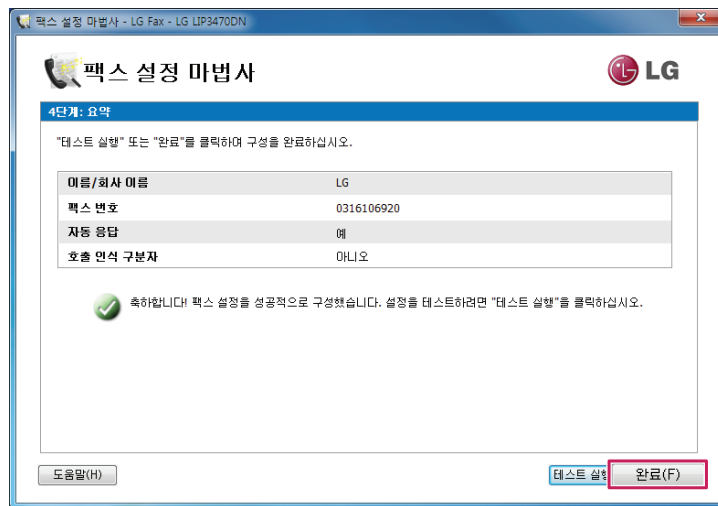 팩스 설정 마법사 - LG Fax - LG LIP3470DN
팩스 설정 마법사
LG
4단계: 요약
"테스트 실행" 또는 "완료"를 클릭하여 구성을 완료하십시오.
이름/회사 이름 LG
팩스 번호 0316106920
자동 응답 예
호출 인식 구분자 아니오
축하합니다! 팩스 설정을 성공적으로 구성했습니다. 설정을 테스트하려면 "테스트 실행"을 클릭하십시오.
도움말(H) 테스트 실 완료(F)